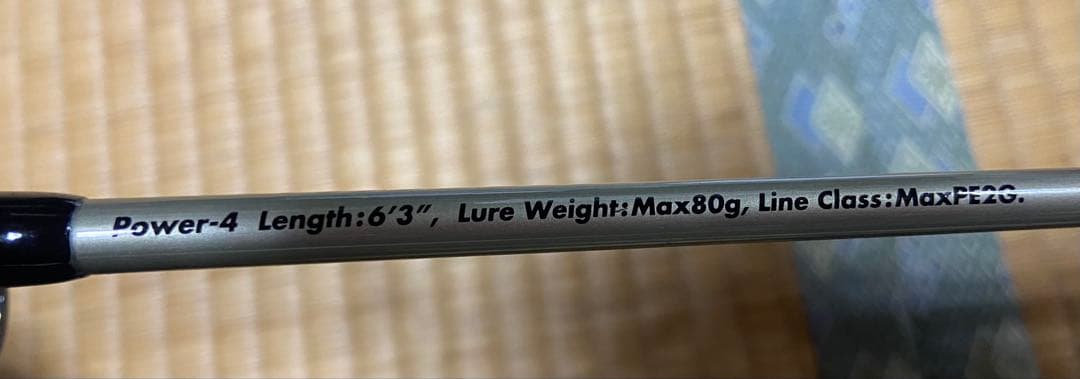 Power-4 Length:6'3", Lure Weight:Max80g, Line Class:MaxPE2G.